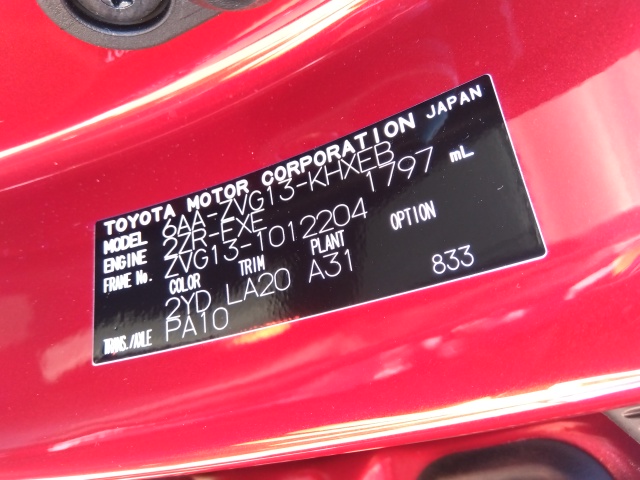 TOYOTA MOTOR CORPORATION JAPAN
MODEL 6AA-ZVG13-KHXEB
ENGINE 2ZR-FXE 1797 mL
FRAME No. ZVG13-1012204
COLOR TRIM PLANT OPTION
2YD LA20 A31 833
TRANS./AXLE PA10